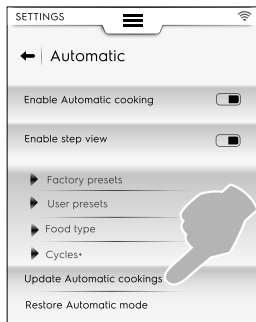 SETTINGS
Automatic
Enable Automatic cooking
Enable step view
Factory presets
User presets
Food type
Cycles+
Update Automatic cookings
Restore Automatic mode